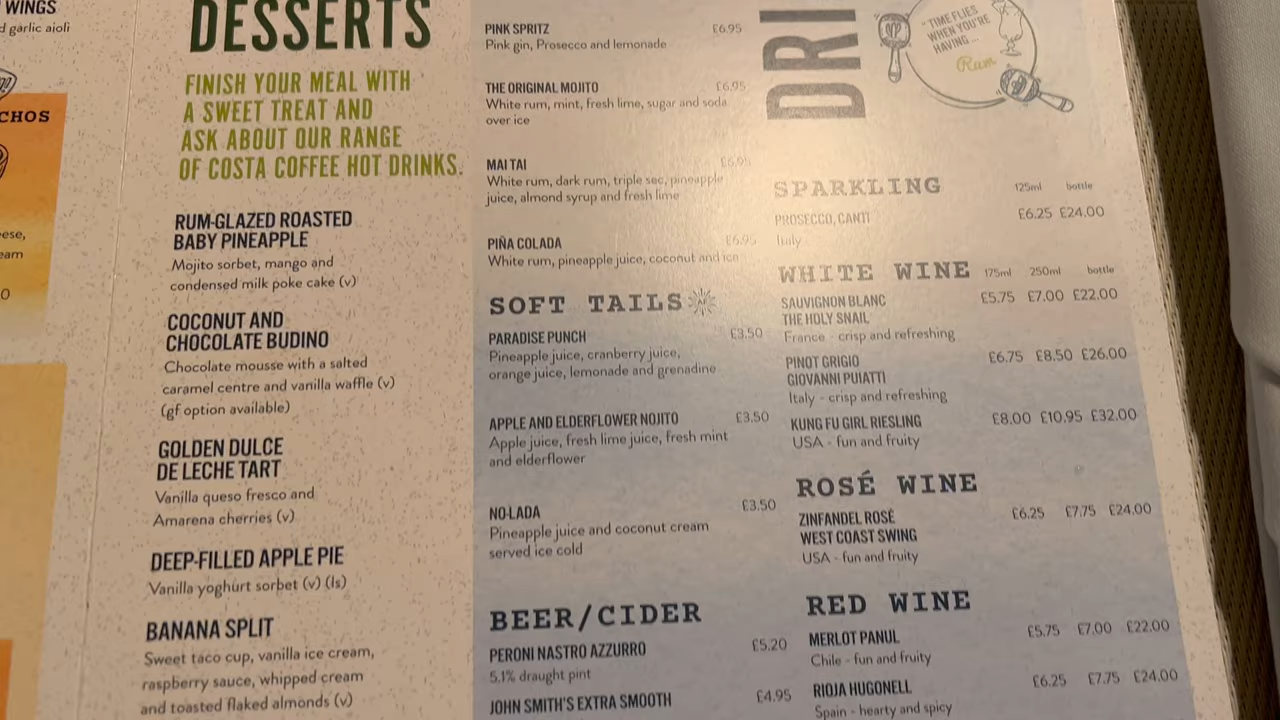 WINGS
d garlic aioli
CHOS
ese,
eam
0
DESSERTS
FINISH YOUR MEAL WITH
A SWEET TREAT AND
ASK ABOUT OUR RANGE
OF COSTA COFFEE HOT DRINKS.
RUM-GLAZED ROASTED
BABY PINEAPPLE
Mojito sorbet, mango and
condensed milk poke cake (v)
COCONUT AND
CHOCOLATE BUDINO
Chocolate mousse with a salted
caramel centre and vanilla waffle (v)
(gf option available)
GOLDEN DULCE
DE LECHE TART
Vanilla queso fresco and
Amarena cherries (v)
DEEP-FILLED APPLE PIE
Vanilla yoghurt sorbet (v) (ls)
BANANA SPLIT
Sweet taco cup, vanilla ice cream,
raspberry sauce, whipped cream
and toasted flaked almonds (v)
PINK SPRITZ £6.95
Pink gin, Prosecco and lemonade
THE ORIGINAL MOJITO £6.95
White rum, mint, fresh lime, sugar and soda
over ice
MAI TAI £6.95
White rum, dark rum, triple sec, pineapple
juice, almond syrup and fresh lime
PIÑA COLADA £6.95
White rum, pineapple juice, coconut and ice
SOFT TAILS
PARADISE PUNCH £3.50
Pineapple juice, cranberry juice,
orange juice, lemonade and grenadine
APPLE AND ELDERFLOWER NOJITO £3.50
Apple juice, fresh lime juice, fresh mint
and elderflower
NO-LADA £3.50
Pineapple juice and coconut cream
served ice cold
BEER/CIDER
PERONI NASTRO AZZURRO £5.20
5.1% draught pint
JOHN SMITH'S EXTRA SMOOTH £4.95
DRI
"TIME FLIES
WHEN YOU'RE
HAVING...
Rum
SPARKLING 125ml bottle
PROSECCO, CANTI £6.25 £24.00
Italy
WHITE WINE 175ml 250ml bottle
SAUVIGNON BLANC £5.75 £7.00 £22.00
THE HOLY SNAIL
France - crisp and refreshing
PINOT GRIGIO £6.75 £8.50 £26.00
GIOVANNI PUIATTI
Italy - crisp and refreshing
KUNG FU GIRL RIESLING £8.00 £10.95 £32.00
USA - fun and fruity
ROSÉ WINE
ZINFANDEL ROSÉ £6.25 £7.75 £24.00
WEST COAST SWING
USA - fun and fruity
RED WINE
MERLOT PANUL £5.75 £7.00 £22.00
Chile - fun and fruity
RIOJA HUGONELL £6.25 £7.75 £24.00
Spain - hearty and spicy